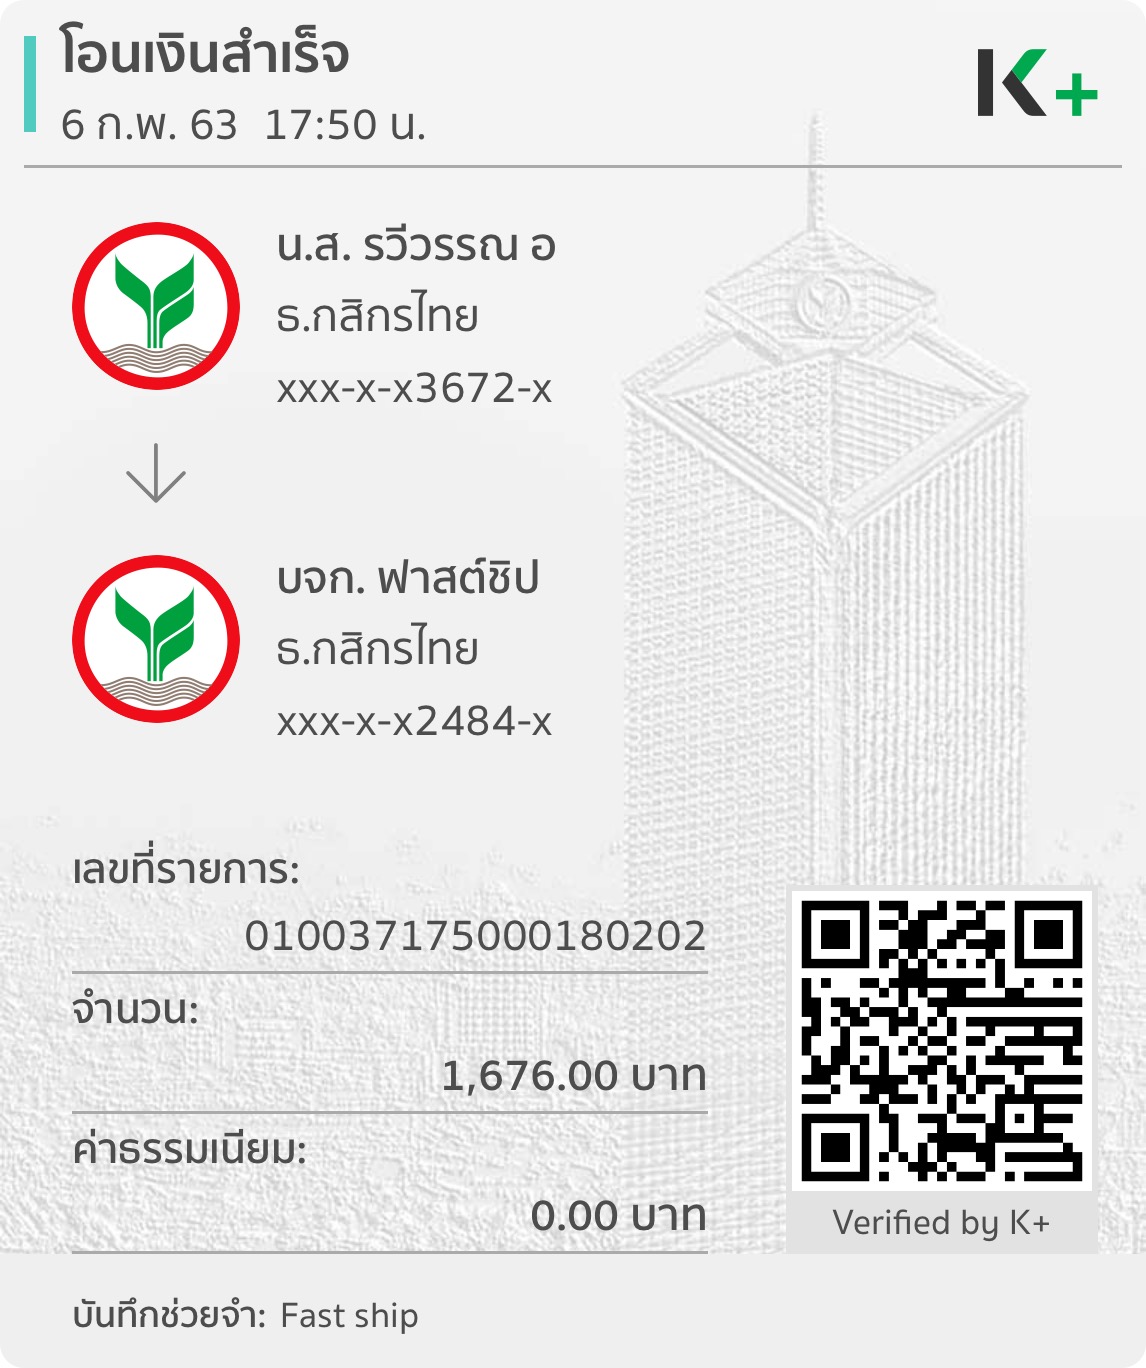 โอนเงินสำเร็จ
6 ก.พ. 63 17:50 น.
K+
น.ส. รวีวรรณ อ
ธ.กสิกรไทย
xxx-x-x3672-x
บจก. ฟาสต์ชิป
ธ.กสิกรไทย
xxx-x-x2484-x
เลขที่รายการ:
010037175000180202
จำนวน:
1,676.00 บาท
ค่าธรรมเนียม:
0.00 บาท
Verified by K+
บันทึกช่วยจำ: Fast ship